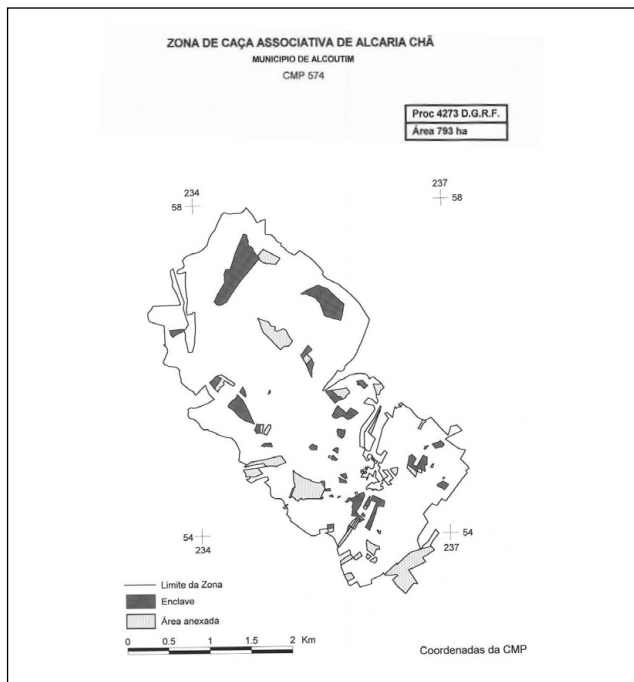 ZONA DE CAÇA ASSOCIATIVA DE ALCARIA CHÃ
MUNICIPIO DE ALCOUTIM
CMP 574
Proc 4273 D.G.R.F.
Área 793 ha
234
58
237
58
54
234
54
237
Limite da Zona
Enclave
Área anexada
0 0.5 1 1.5 2 Km
Coordenadas da CMP